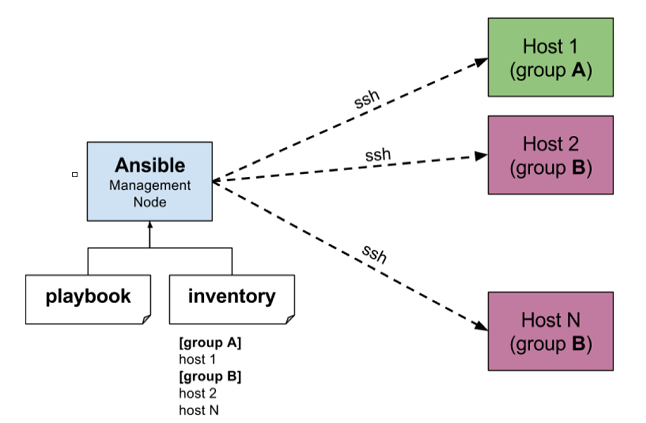 Host 1
(group A)
ssh
Host 2
(group B)
ssh
Ansible
Management
Node
ssh
playbook
inventory
Host N
(group B)
[group A]
host 1
[group B]
host 2
host N